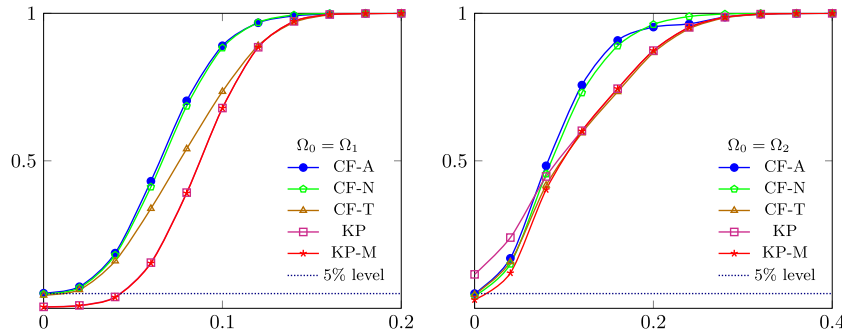 1
0.5
0
0.1
0.2
Ω₀ = Ω₁
CF-A
CF-N
CF-T
KP
KP-M
5% level
1
0.5
0
0.2
0.4
Ω₀ = Ω₂
CF-A
CF-N
CF-T
KP
KP-M
5% level